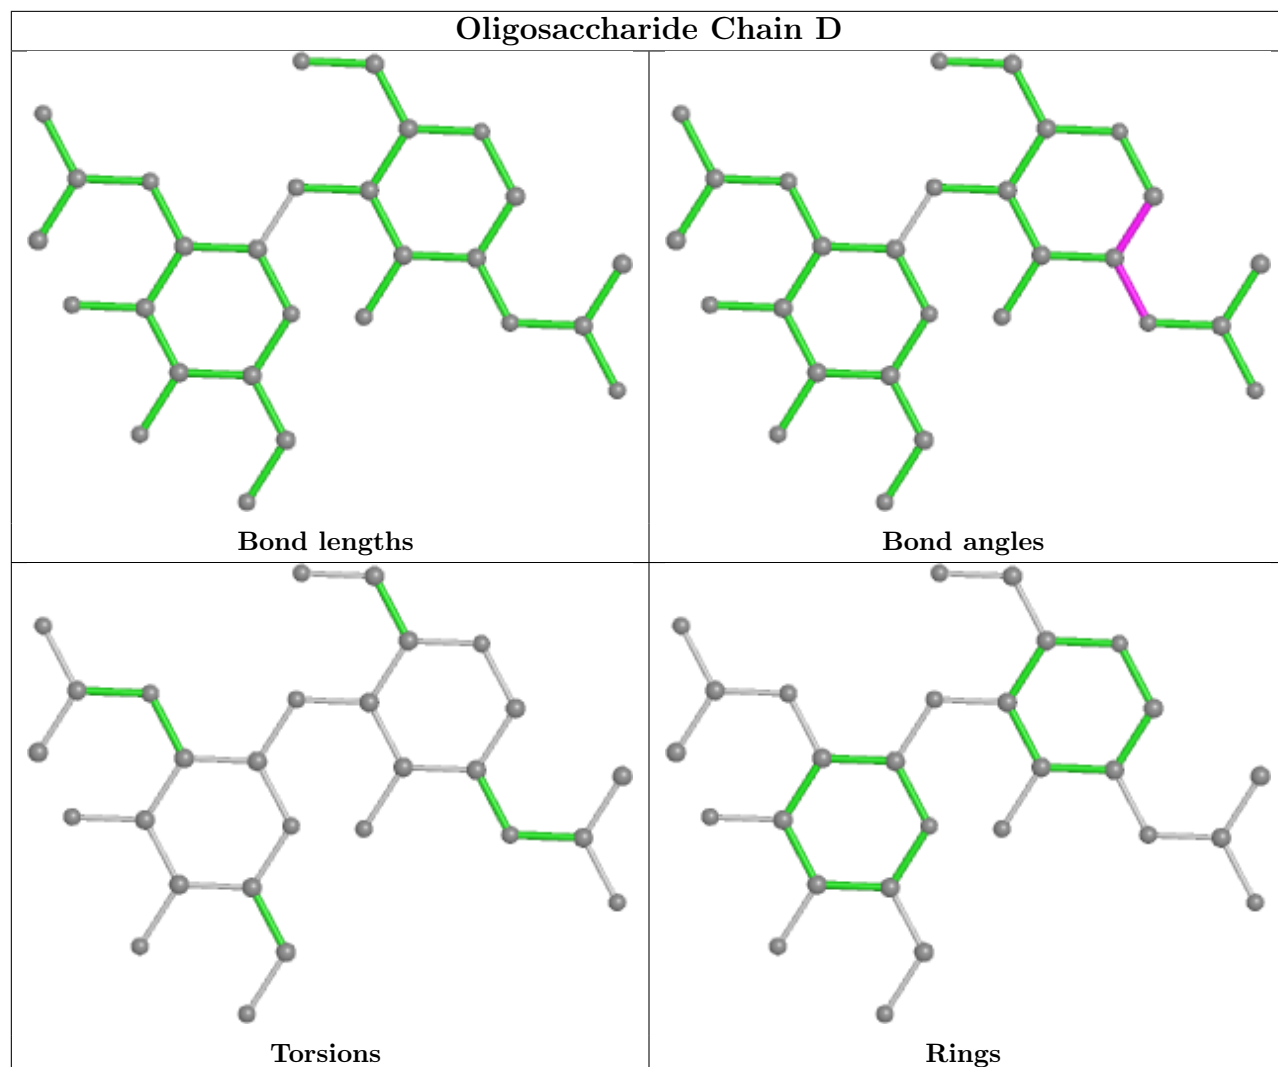 Oligosaccharide Chain D
Bond lengths
Bond angles
Torsions
Rings